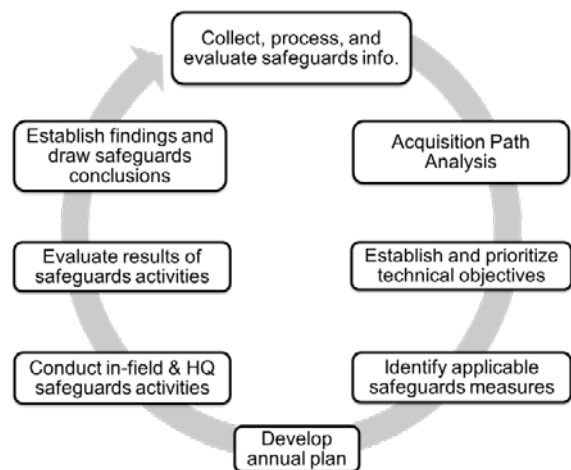 Collect, process, and
evaluate safeguards info.
Acquisition Path
Analysis
Establish and prioritize
technical objectives
Identify applicable
safeguards measures
Develop
annual plan
Conduct in-field & HQ
safeguards activities
Evaluate results of
safeguards activities
Establish findings and
draw safeguards
conclusions